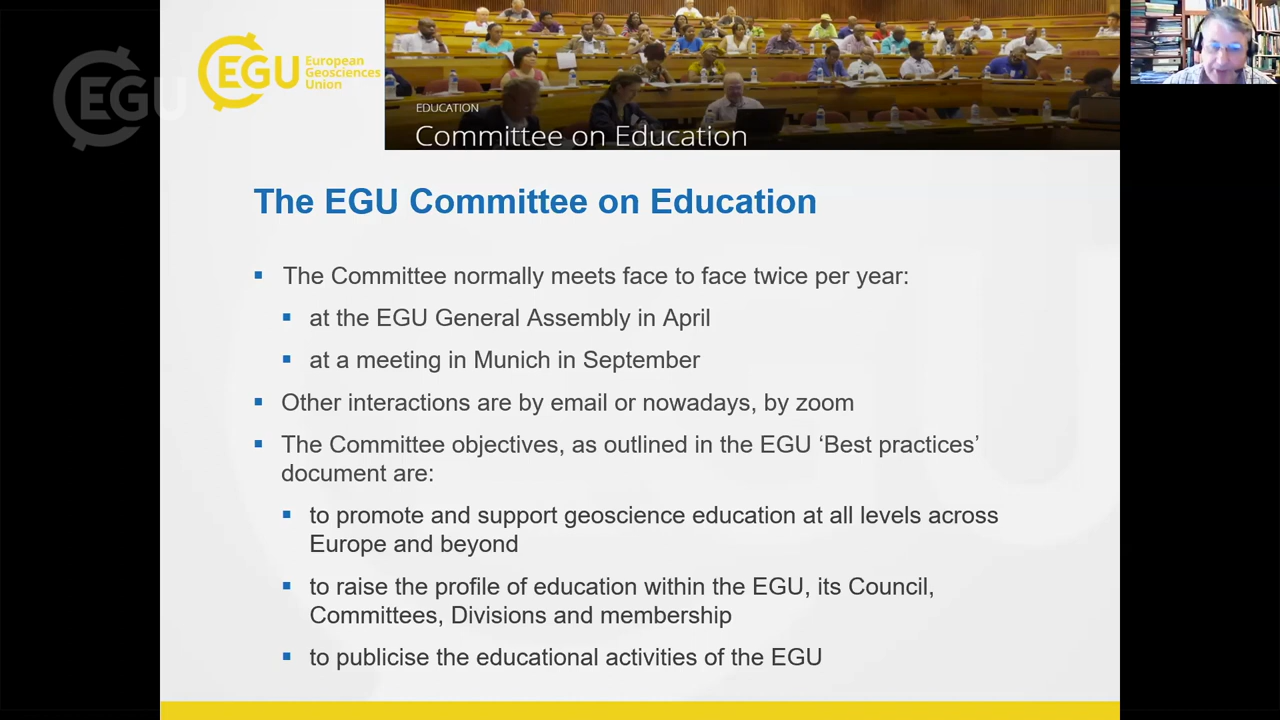 EGU
EGU European
Geosciences
Union
EDUCATION
Committee on Education
The EGU Committee on Education
▪ The Committee normally meets face to face twice per year:
▪ at the EGU General Assembly in April
▪ at a meeting in Munich in September
▪ Other interactions are by email or nowadays, by zoom
▪ The Committee objectives, as outlined in the EGU ‘Best practices’
document are:
▪ to promote and support geoscience education at all levels across
Europe and beyond
▪ to raise the profile of education within the EGU, its Council,
Committees, Divisions and membership
▪ to publicise the educational activities of the EGU